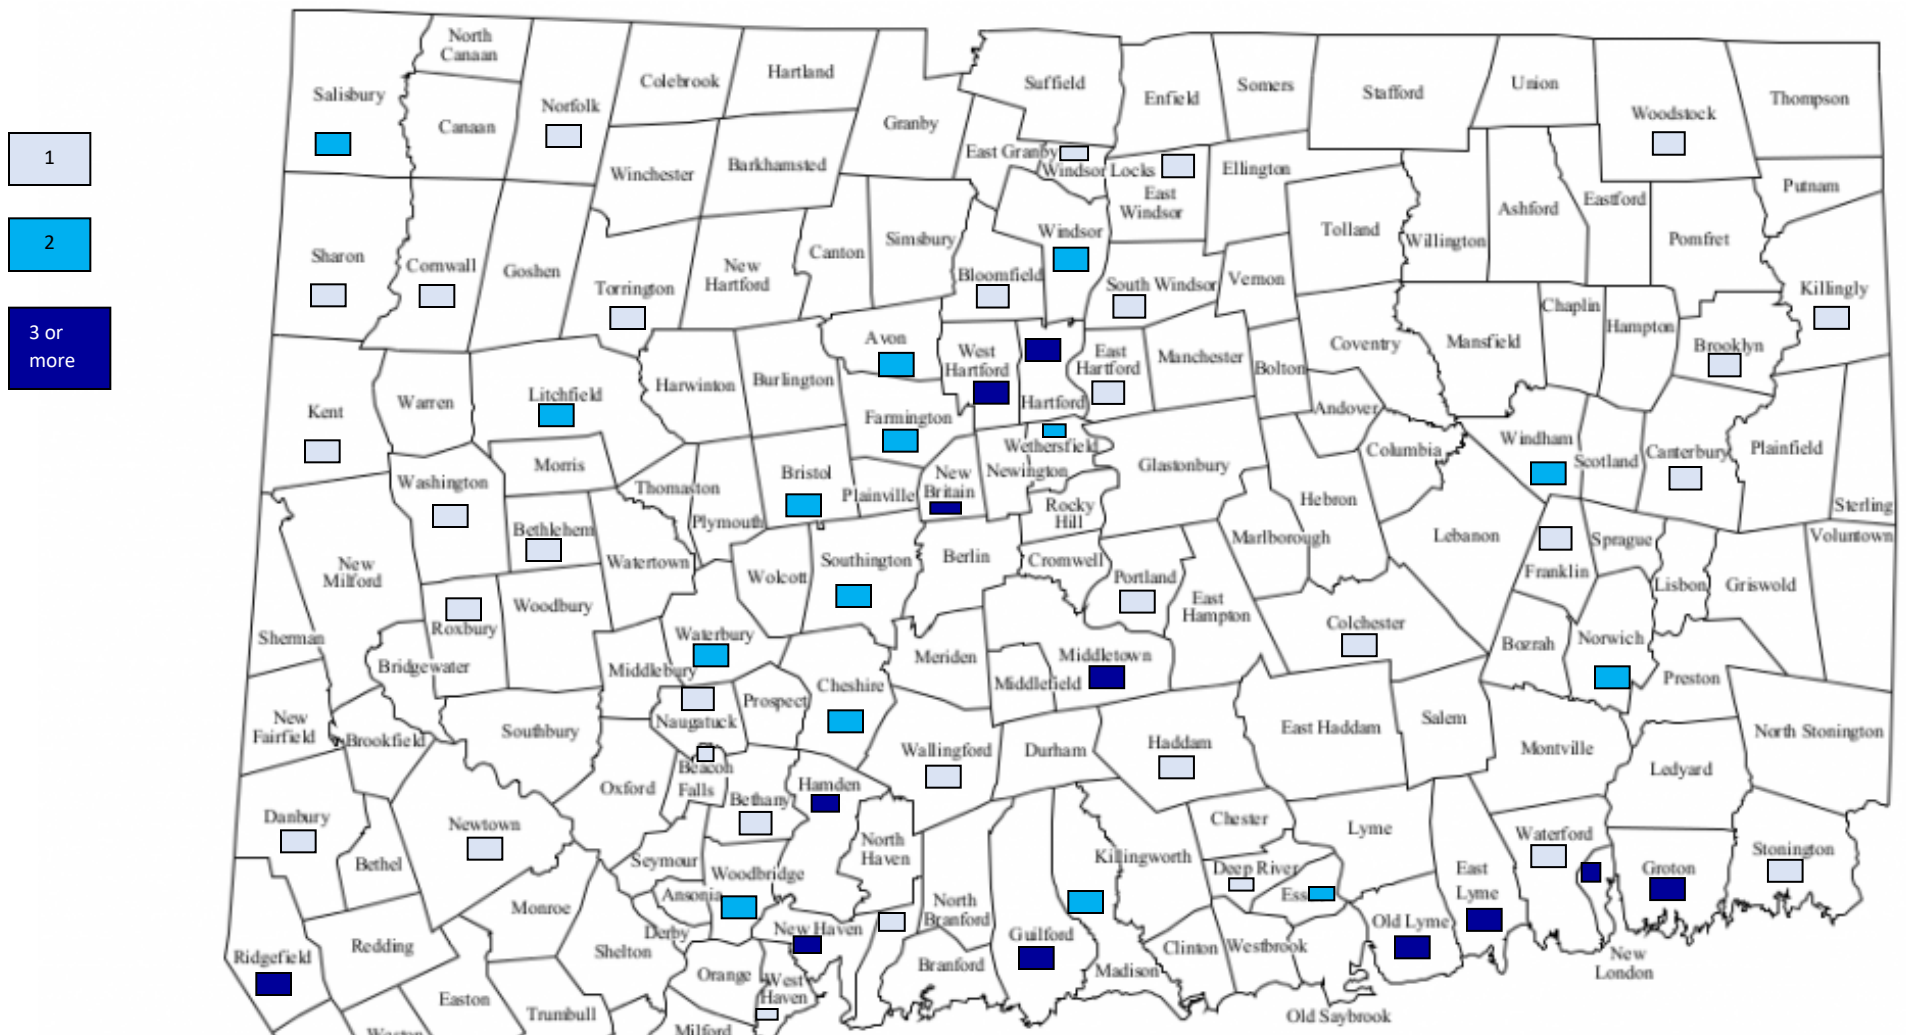 1
2
3 or
more
North
Canaan
Salisbury
Canaan
Norfolk
Colebrook
Hartland
Granby
Suffield
Enfield
Somers
Stafford
Union
Woodstock
Thompson
Winchester
Barkhamsted
East Granby
Windsor Locks
East
Windsor
Ellington
Tolland
Willington
Ashford
Eastford
Pomfret
Putnam
Killingly
Sharon
Cornwall
Goshen
Torrington
New
Hartford
Canton
Simsbury
Bloomfield
Windsor
South Windsor
Vernon
Avon
West
Hartford
Hartford
East
Hartford
Manchester
Bolton
Coventry
Mansfield
Chaplin
Hampton
Brooklyn
Kent
Warren
Litchfield
Harwinton
Burlington
Farmington
Wethersfield
Newington
Glastonbury
Andover
Columbia
Windham
Scotland
Canterbury
Plainfield
Sterling
Washington
Morris
Thomaston
Plymouth
Bristol
Plainville
New
Britain
Rocky
Hill
Hebron
Marlborough
Lebanon
Franklin
Sprague
Lisbon
Griswold
Voluntown
New
Milford
Bethlehem
Watertown
Wolcott
Southington
Berlin
Cromwell
Portland
East
Hampton
Colchester
Bozrah
Norwich
Preston
Sherman
Bridgewater
Roxbury
Woodbury
Middlebury
Waterbury
Naugatuck
Prospect
Cheshire
Meriden
Middlefield
Middletown
New
Fairfield
Brookfield
Southbury
Oxford
Beacon
Falls
Bethany
Hamden
Wallingford
Durham
Haddam
East Haddam
Salem
Montville
Ledyard
North Stonington
Danbury
Bethel
Newtown
Seymour
Woodbridge
North
Haven
Killingworth
Chester
Deep River
Ess
Lyme
East
Lyme
Waterford
Groton
Stonington
Ridgefield
Redding
Monroe
Shelton
Ansonia
Derby
New Haven
North
Branford
Guilford
Madison
Clinton
Westbrook
Old Lyme
New
London
Easton
Trumbull
Orange
West
Haven
Branford
Old Saybrook
Weston
Milford